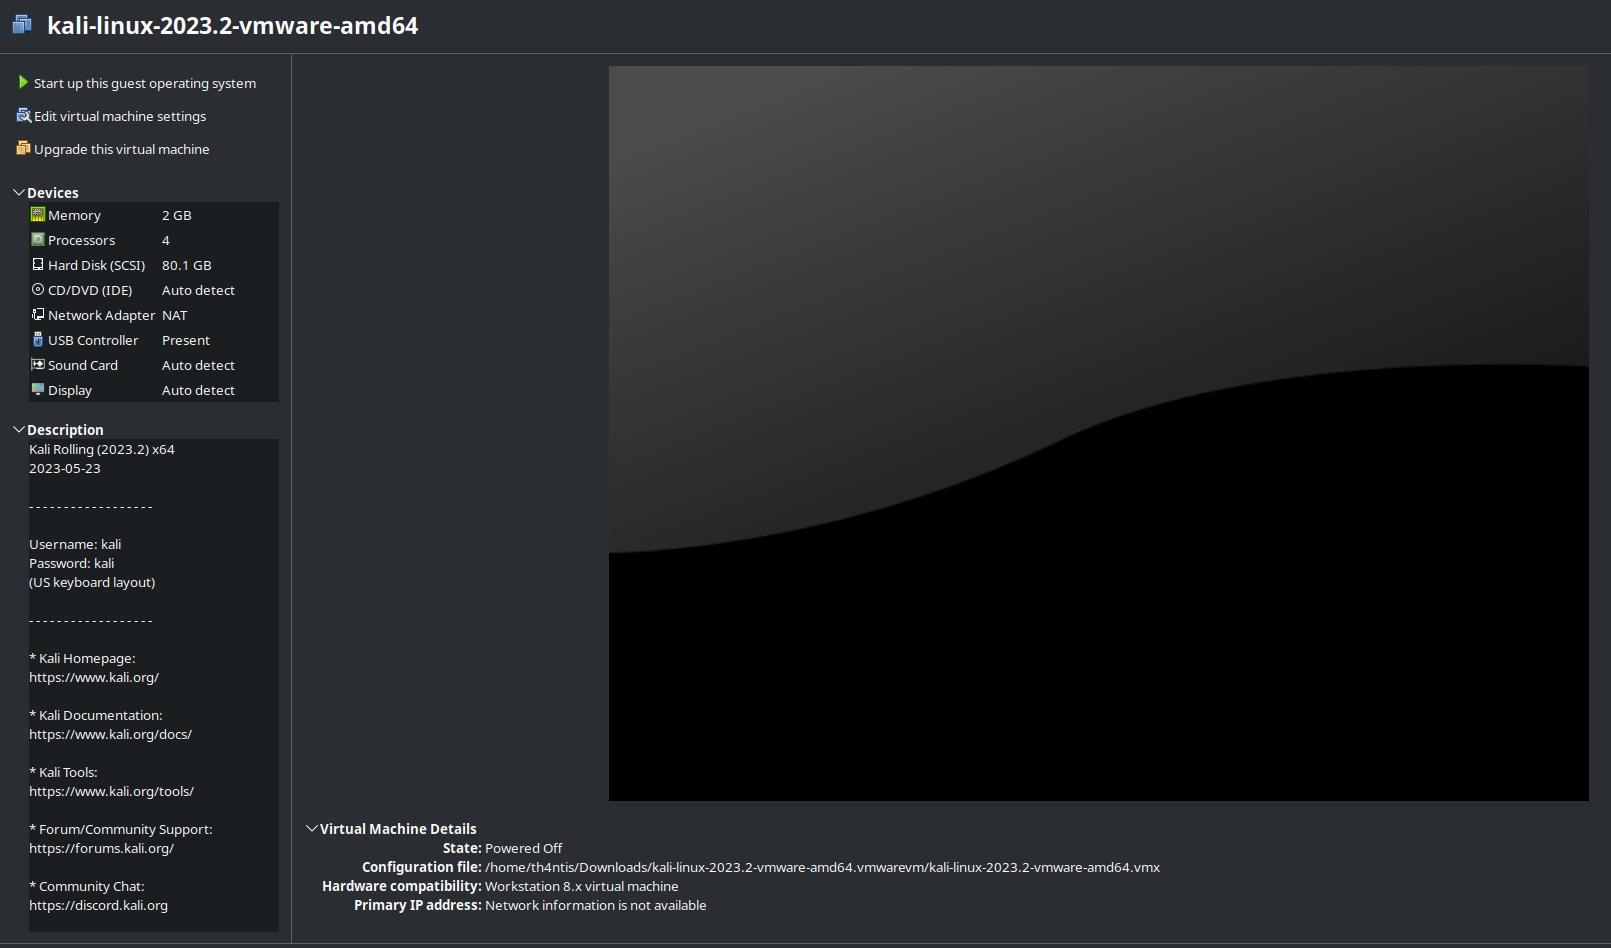 kali-linux-2023.2-vmware-amd64
Start up this guest operating system
Edit virtual machine settings
Upgrade this virtual machine
Devices
Memory 2 GB
Processors 4
Hard Disk (SCSI) 80.1 GB
CD/DVD (IDE) Auto detect
Network Adapter NAT
USB Controller Present
Sound Card Auto detect
Display Auto detect
Description
Kali Rolling (2023.2) x64
2023-05-23
- - - - - - - - - - - - - - - - - -
Username: kali
Password: kali
(US keyboard layout)
- - - - - - - - - - - - - - - - - -
* Kali Homepage:
https://www.kali.org/
* Kali Documentation:
https://www.kali.org/docs/
* Kali Tools:
https://www.kali.org/tools/
* Forum/Community Support:
https://forums.kali.org/
* Community Chat:
https://discord.kali.org
Virtual Machine Details
State: Powered Off
Configuration file: /home/th4ntis/Downloads/kali-linux-2023.2-vmware-amd64.vmwarevm/kali-linux-2023.2-vmware-amd64.vmx
Hardware compatibility: Workstation 8.x virtual machine
Primary IP address: Network information is not available